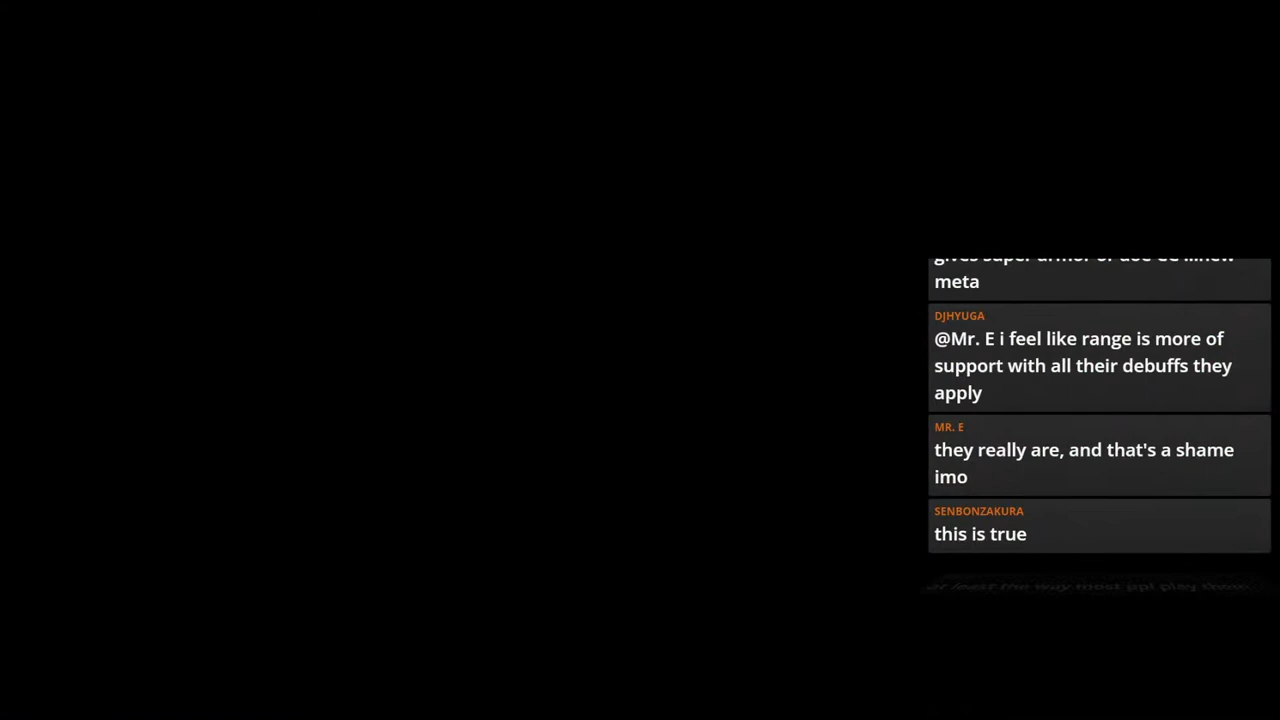 meta
DJHYUGA
@Mr. E i feel like range is more of
support with all their debuffs they
apply
MR. E
they really are, and that's a shame
imo
SENBONZAKURA
this is true